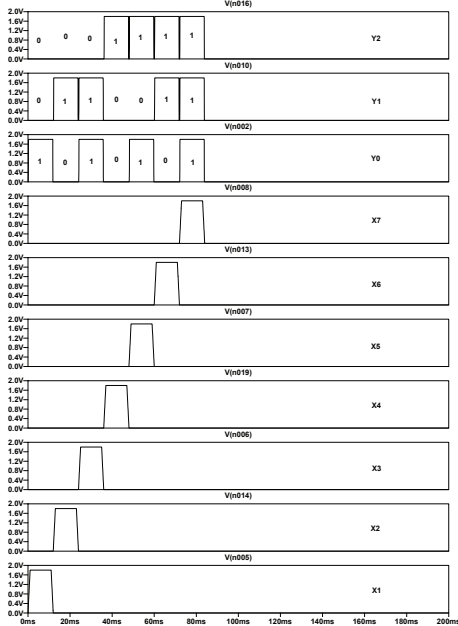 V(n016)
2.0V
1.6V
1.2V
0.8V
0.4V
0.0V
0 0 0 1 1 1 1
Y2
V(n010)
2.0V
1.6V
1.2V
0.8V
0.4V
0.0V
0 1 1 0 0 1 1
Y1
V(n002)
2.0V
1.6V
1.2V
0.8V
0.4V
0.0V
1 0 1 0 1 0 1
Y0
V(n008)
2.0V
1.6V
1.2V
0.8V
0.4V
0.0V
X7
V(n013)
2.0V
1.6V
1.2V
0.8V
0.4V
0.0V
X6
V(n007)
2.0V
1.6V
1.2V
0.8V
0.4V
0.0V
X5
V(n019)
2.0V
1.6V
1.2V
0.8V
0.4V
0.0V
X4
V(n006)
2.0V
1.6V
1.2V
0.8V
0.4V
0.0V
X3
V(n014)
2.0V
1.6V
1.2V
0.8V
0.4V
0.0V
X2
V(n005)
2.0V
1.6V
1.2V
0.8V
0.4V
0.0V
X1
0ms 20ms 40ms 60ms 80ms 100ms 120ms 140ms 160ms 180ms 200ms